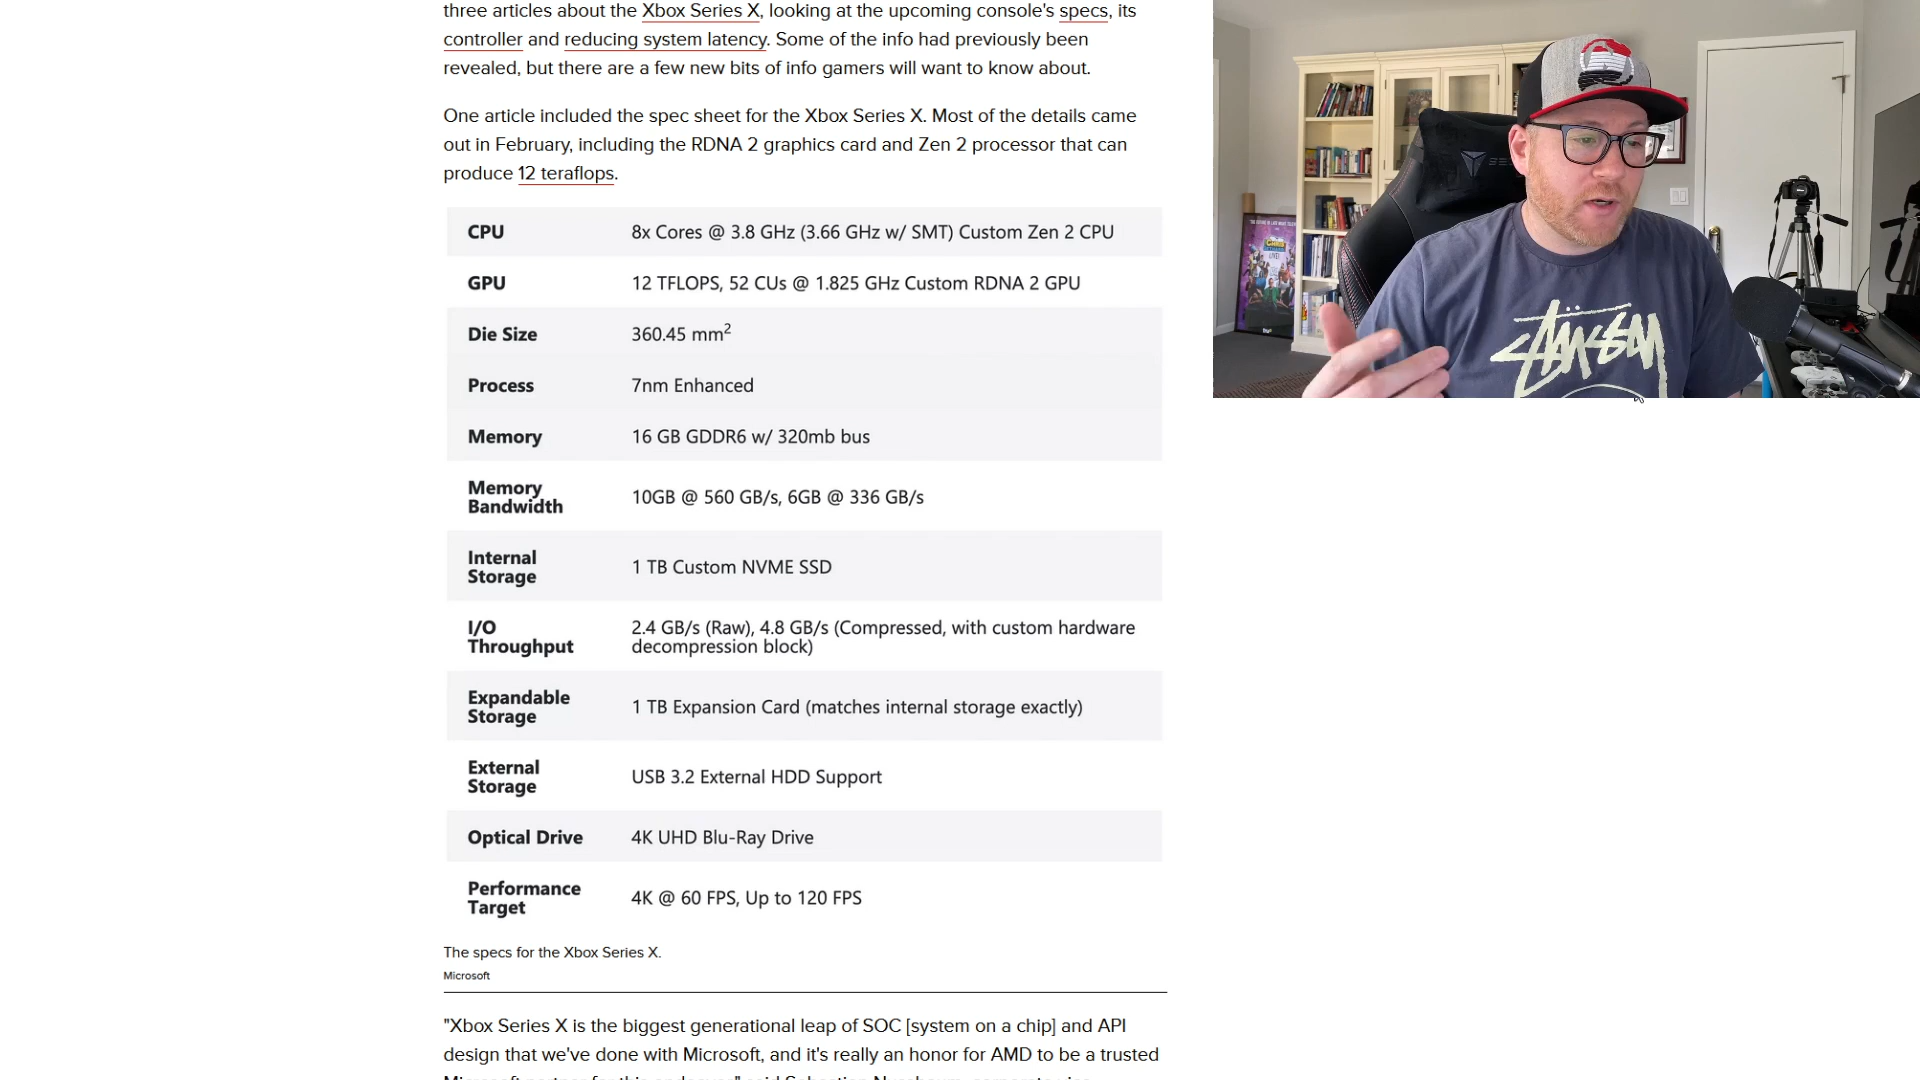 three articles about the Xbox Series X, looking at the upcoming console's specs, its
controller and reducing system latency. Some of the info had previously been
revealed, but there are a few new bits of info gamers will want to know about.
One article included the spec sheet for the Xbox Series X. Most of the details came
out in February, including the RDNA 2 graphics card and Zen 2 processor that can
produce 12 teraflops.
CPU 8x Cores @ 3.8 GHz (3.66 GHz w/ SMT) Custom Zen 2 CPU
GPU 12 TFLOPS, 52 CUs @ 1.825 GHz Custom RDNA 2 GPU
Die Size 360.45 mm²
Process 7nm Enhanced
Memory 16 GB GDDR6 w/ 320mb bus
Memory
Bandwidth
10GB @ 560 GB/s, 6GB @ 336 GB/s
Internal
Storage
1 TB Custom NVME SSD
I/O
Throughput
2.4 GB/s (Raw), 4.8 GB/s (Compressed, with custom hardware
decompression block)
Expandable
Storage
1 TB Expansion Card (matches internal storage exactly)
External
Storage
USB 3.2 External HDD Support
Optical Drive 4K UHD Blu-Ray Drive
Performance
Target
4K @ 60 FPS, Up to 120 FPS
The specs for the Xbox Series X.
Microsoft
"Xbox Series X is the biggest generational leap of SOC [system on a chip] and API
design that we've done with Microsoft, and it's really an honor for AMD to be a trusted
STÜSSY